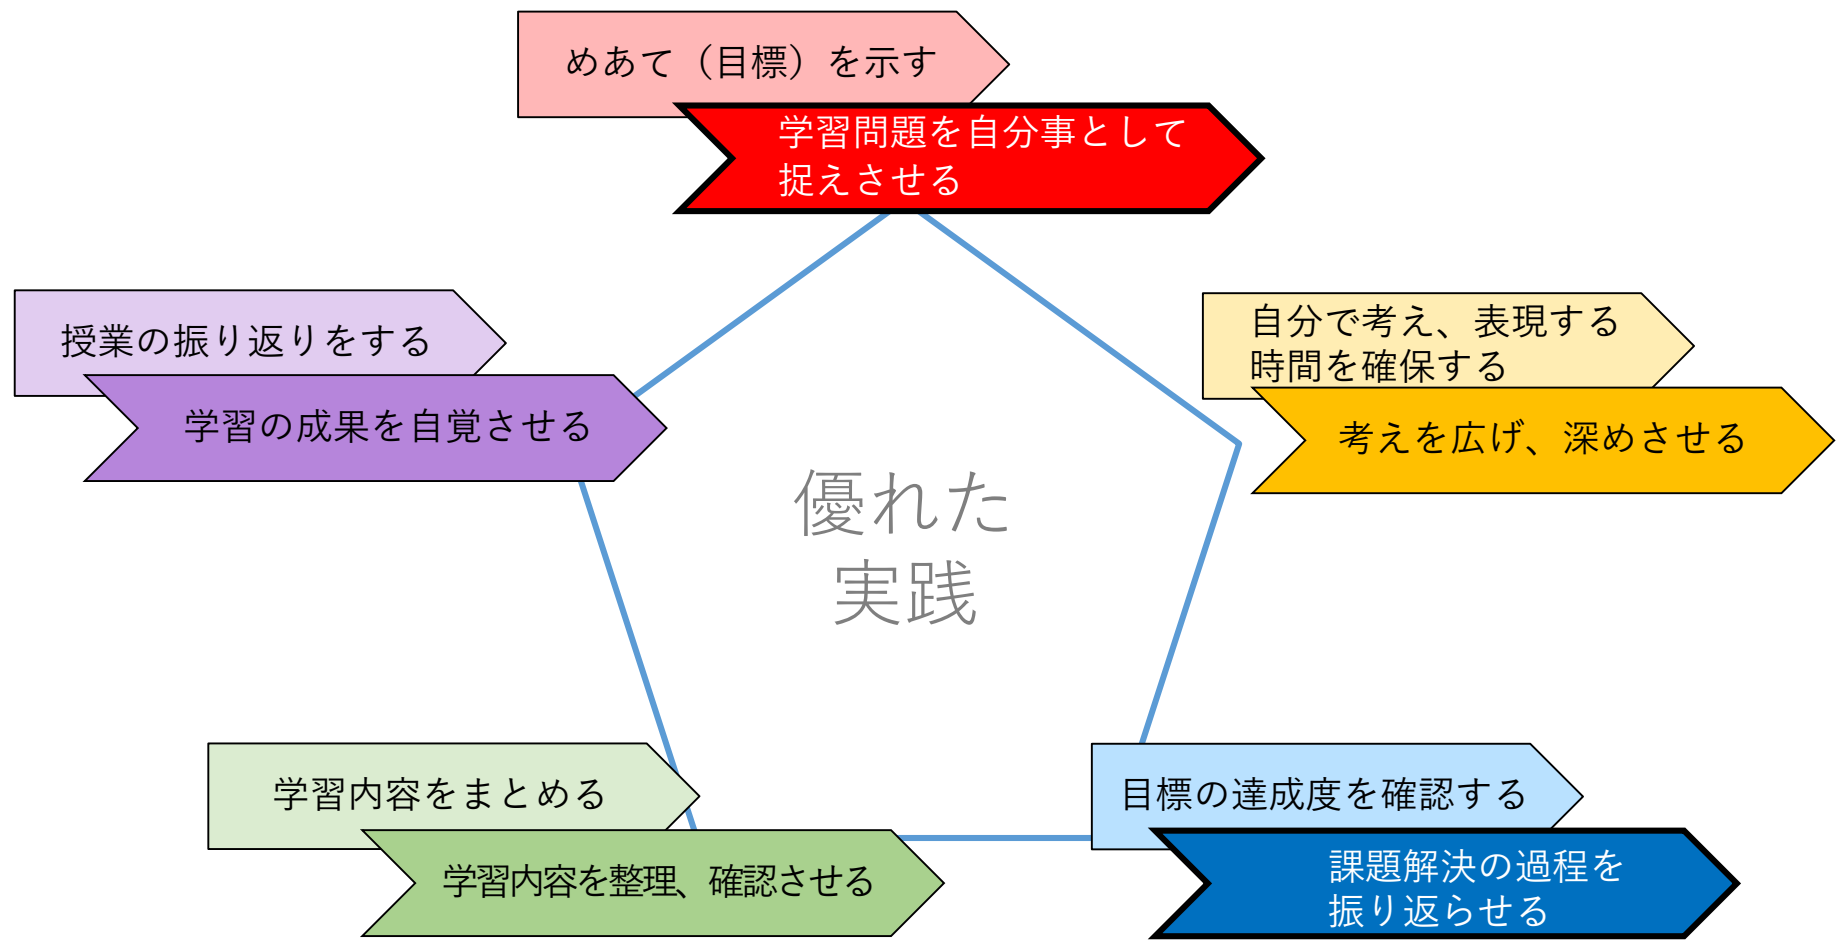 めあて（目標）を示す
学習問題を自分事として
捉えさせる
授業の振り返りをする
学習の成果を自覚させる
自分で考え、表現する
時間を確保する
考えを広げ、深めさせる
優れた
実践
学習内容をまとめる
学習内容を整理、確認させる
目標の達成度を確認する
課題解決の過程を
振り返らせる